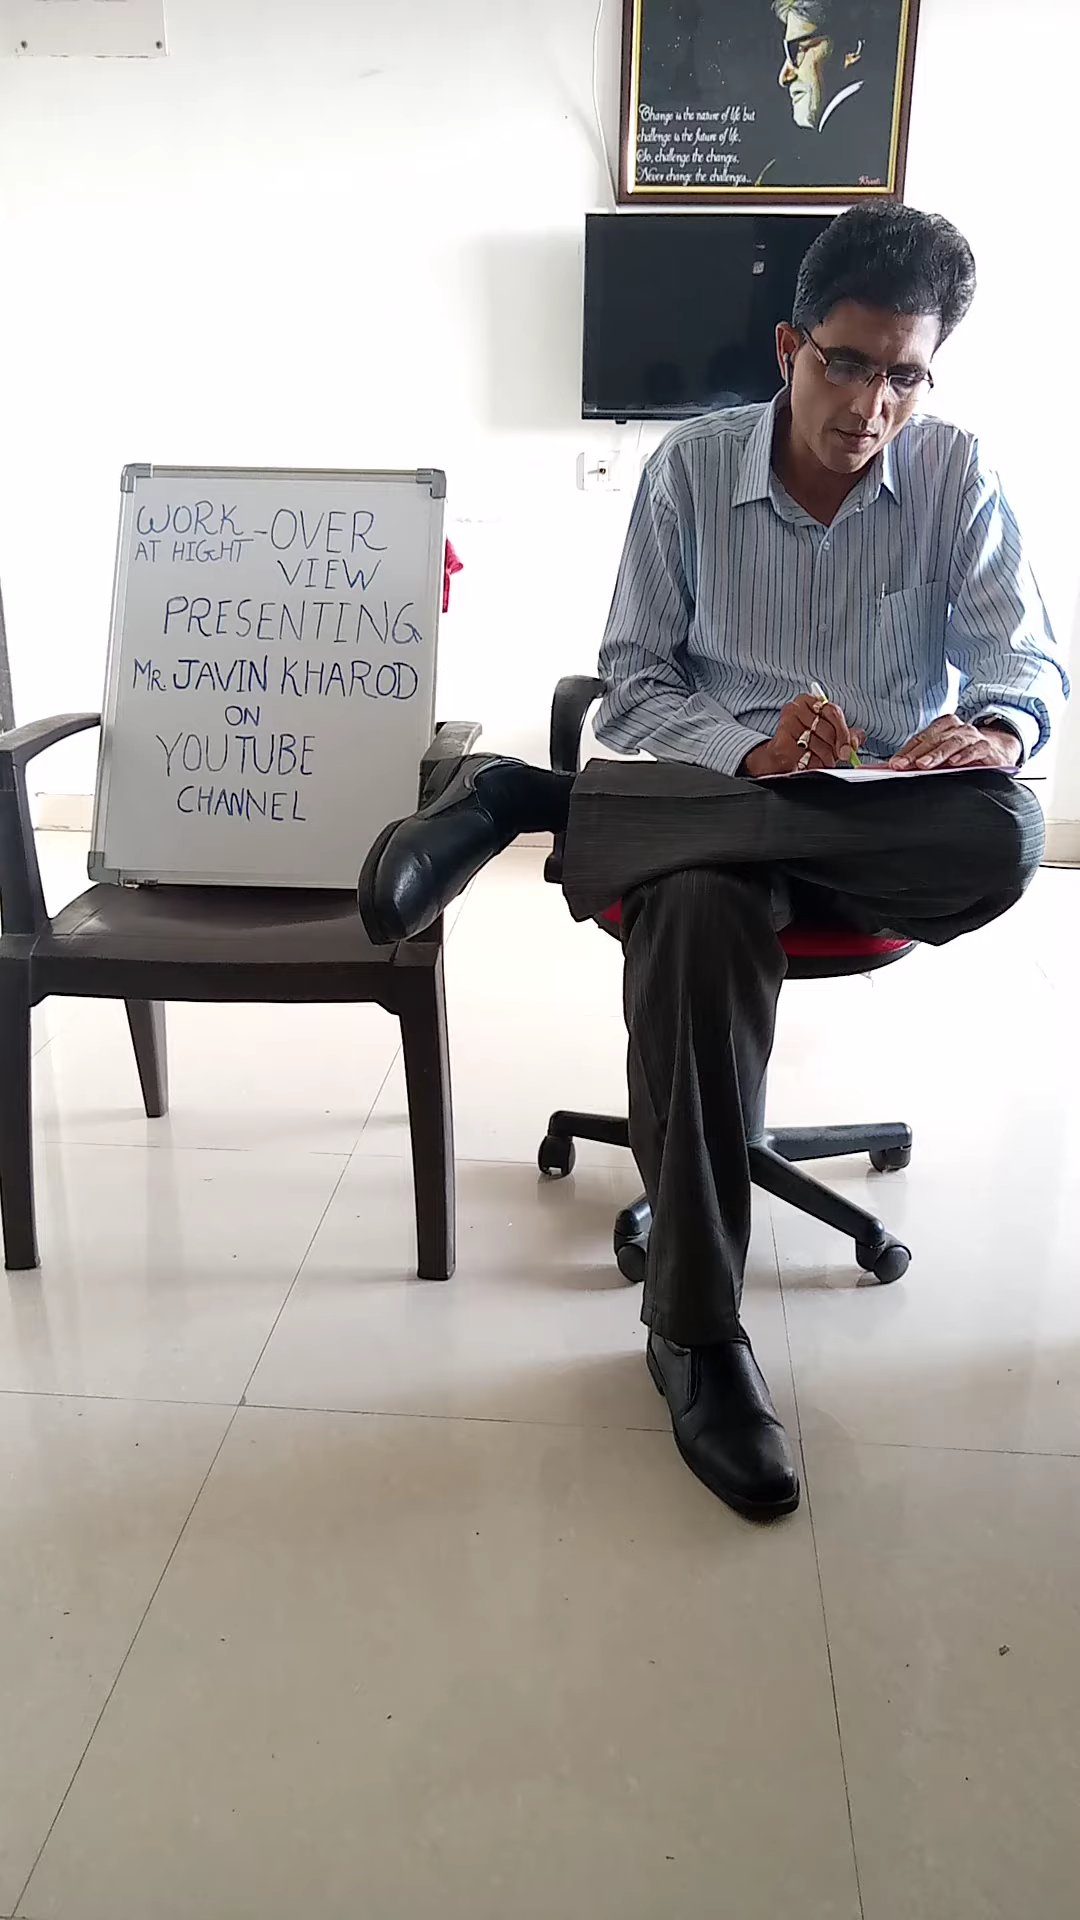 Change is the nature of life but
challenge is the future of life.
So, challenge the changes.
Never change the challenges...
WORK -OVER
AT HIGHT VIEW
PRESENTING
MR. JAVIN KHAROD
ON
YOUTUBE
CHANNEL